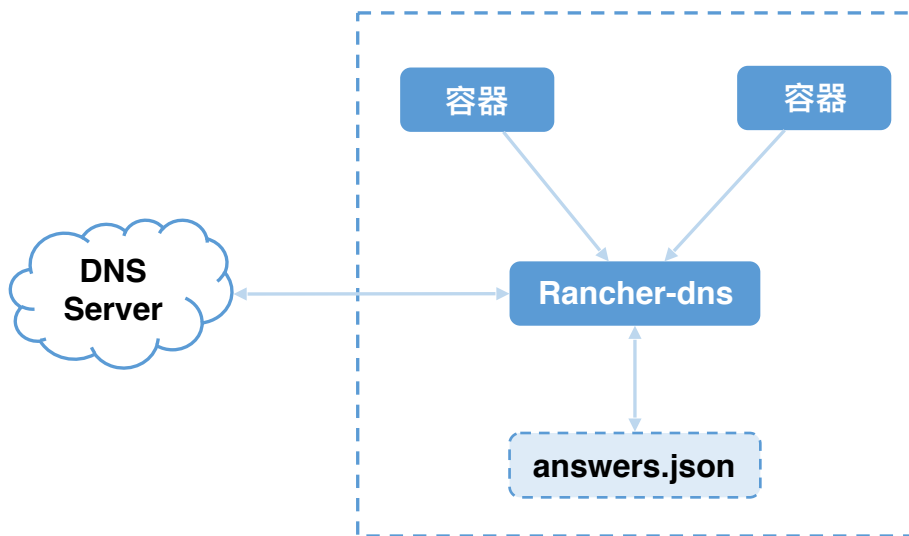 容器
容器
DNS
Server
Rancher-dns
answers.json